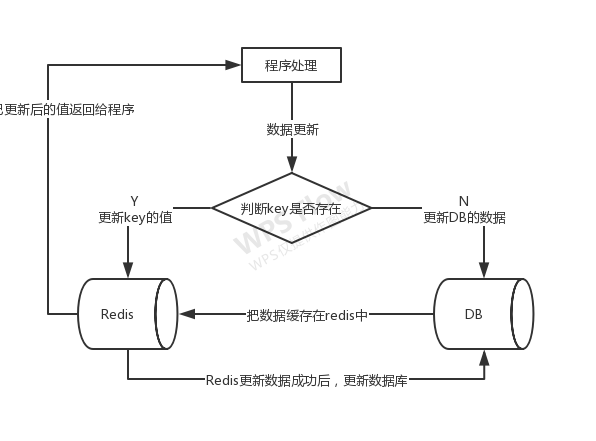 程序处理
更新后的值返回给程序
数据更新
判断key是否存在
Y
更新key的值
N
更新DB的数据
WPS Flow
Redis
把数据缓存在redis中
DB
Redis更新数据成功后，更新数据库